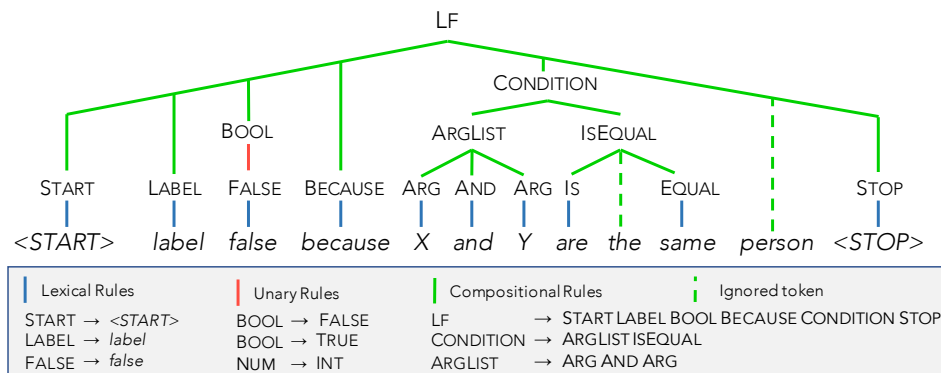 LF
CONDITION
BOOL ARGLIST ISEQUAL
START LABEL FALSE BECAUSE ARG AND ARG IS EQUAL STOP
<START> label false because X and Y are the same person <STOP>
Lexical Rules Unary Rules Compositional Rules Ignored token
START → <START> BOOL → FALSE LF → START LABEL BOOL BECAUSE CONDITION STOP
LABEL → label BOOL → TRUE CONDITION → ARGLIST ISEQUAL
FALSE → false NUM → INT ARGLIST → ARG AND ARG